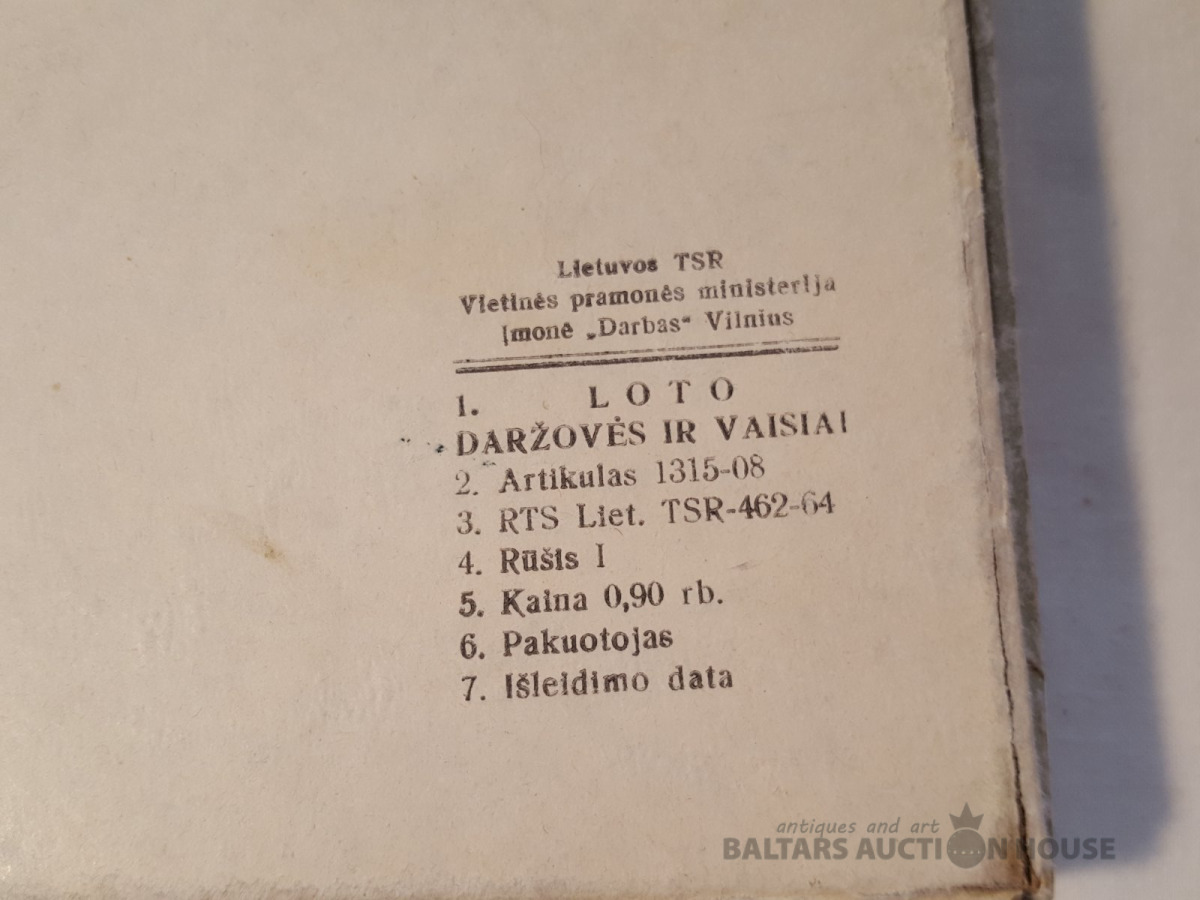 Lietuvos TSR
Vietinės pramonės ministerija
Įmonė „Darbas“ Vilnius
1. LOTO
DARŽOVĖS IR VAISIAI
2. Artikulas 1315-08
3. RTS Liet. TSR-462-64
4. Rūšis I
5. Kaina 0,90 rb.
6. Pakuotojas
7. Išleidimo data
antiques and art
BALTARS AUCTION HOUSE